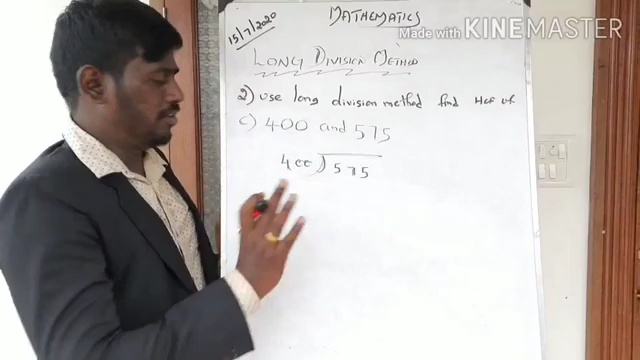 15/7/2020
MATHEMATICS
Made with KINEMASTER
LONG DIVISION METHOD
2) Use long division method find HCF of
c) 400 and 575
400) 575